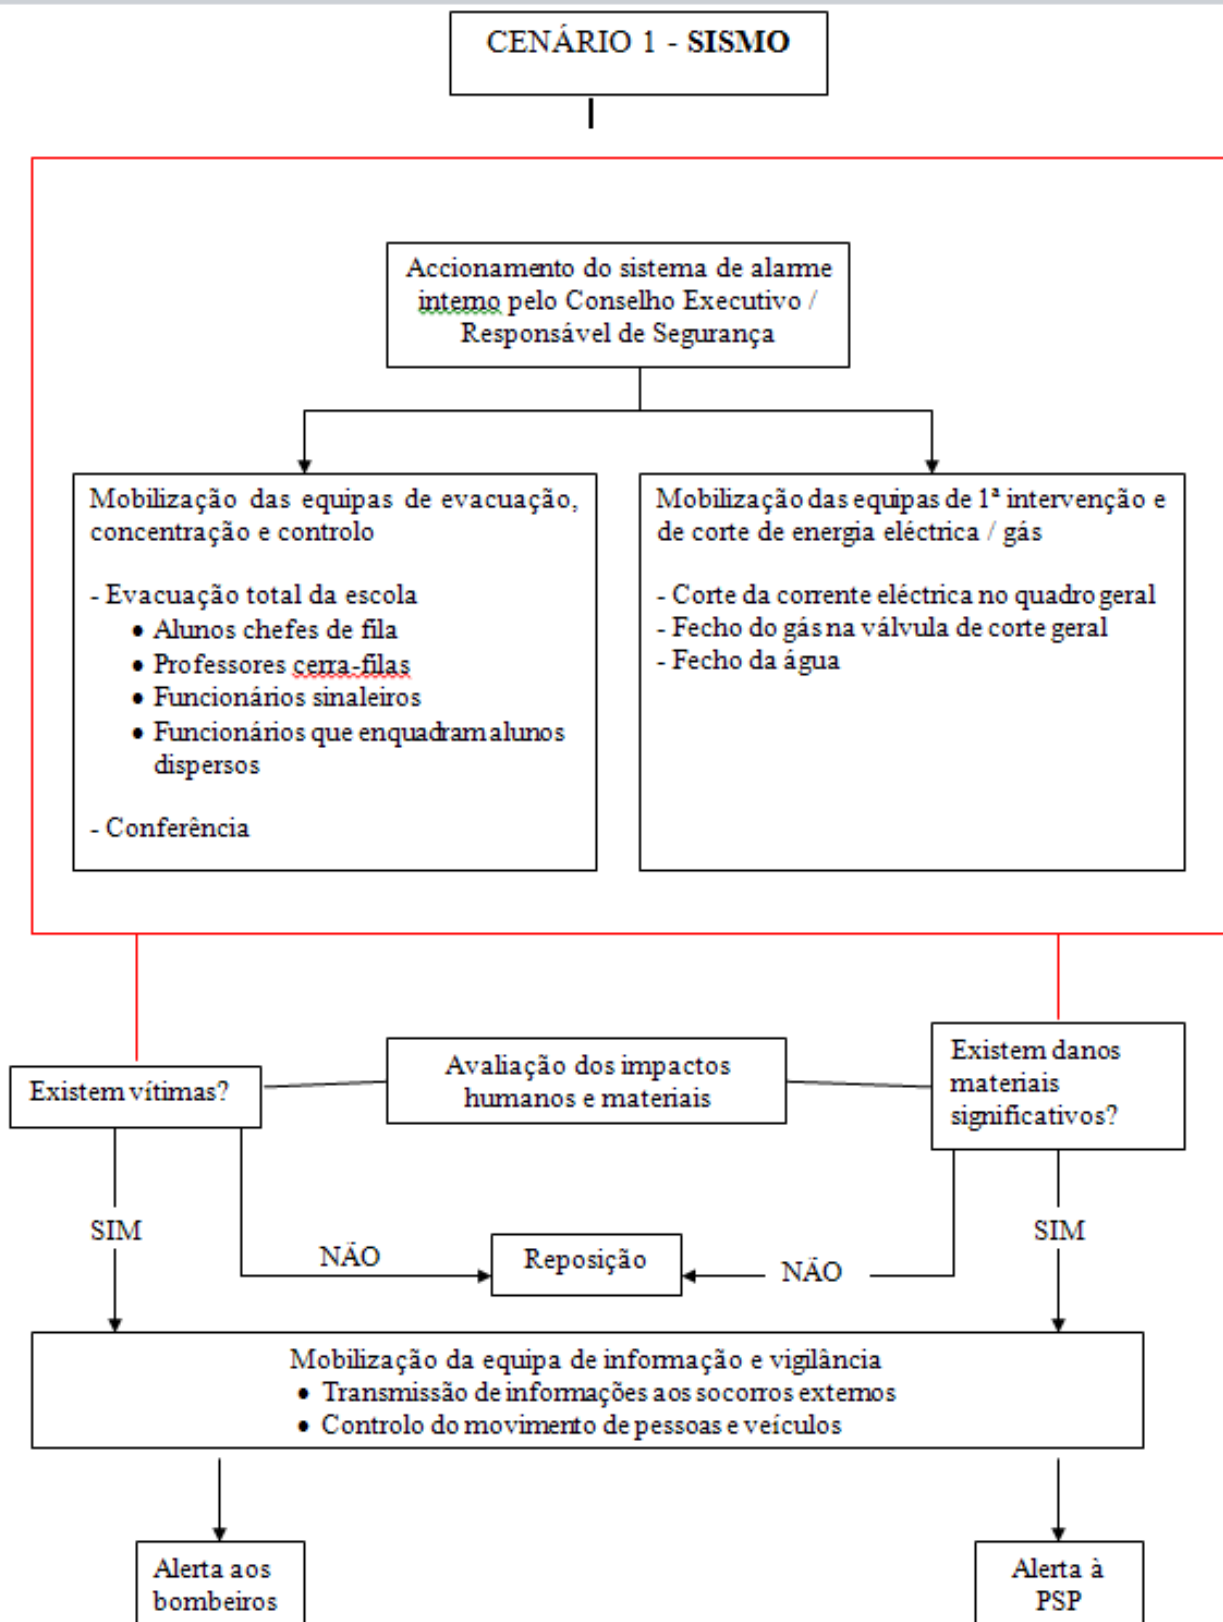 CENÁRIO 1 - SISMO
Accionamento do sistema de alarme
interno pelo Conselho Executivo /
Responsável de Segurança
Mobilização das equipas de evacuação,
concentração e controlo
- Evacuação total da escola
• Alunos chefes de fila
• Professores cerra-filas
• Funcionários sinaleiros
• Funcionários que enquadram alunos
dispersos
- Conferência
Mobilização das equipas de 1ª intervenção e
de corte de energia eléctrica / gás
- Corte da corrente eléctrica no quadro geral
- Fecho do gás na válvula de corte geral
- Fecho da água
Existem vítimas?
Avaliação dos impactos
humanos e materiais
Existem danos
materiais
significativos?
SIM
NÃO
Reposição
NÃO
SIM
Mobilização da equipa de informação e vigilância
• Transmissão de informações aos socorros externos
• Controlo do movimento de pessoas e veículos
Alerta aos
bombeiros
Alerta à
PSP